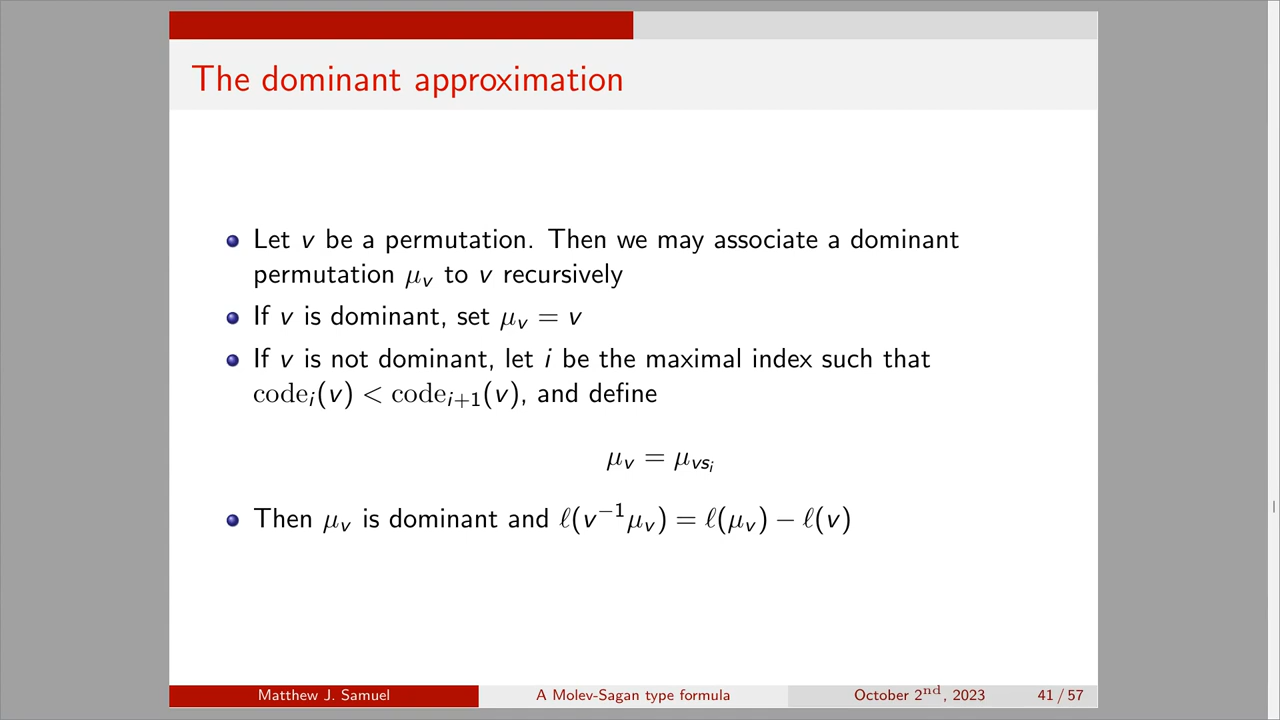 The dominant approximation
Let v be a permutation. Then we may associate a dominant
permutation μ_v to v recursively
If v is dominant, set μ_v = v
If v is not dominant, let i be the maximal index such that
code_i(v) < code_{i+1}(v), and define
μ_v = μ_{vs_i}
Then μ_v is dominant and ℓ(v^{-1}μ_v) = ℓ(μ_v) − ℓ(v)
Matthew J. Samuel A Molev-Sagan type formula October 2nd, 2023 41 / 57